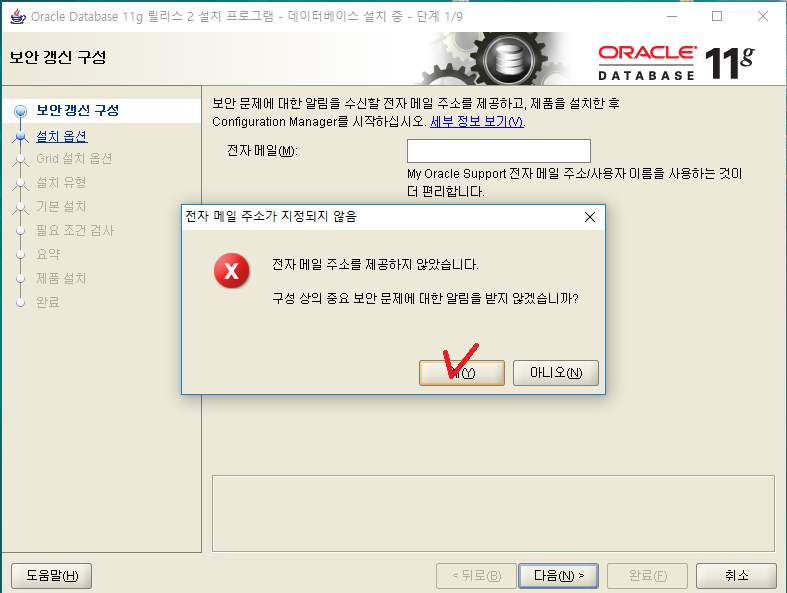 Oracle Database 11g 릴리스 2 설치 프로그램 - 데이터베이스 설치 중 - 단계 1/9
보안 갱신 구성
ORACLE
DATABASE 11g
보안 갱신 구성
설치 옵션
Grid 설치 옵션
설치 유형
기본 설치
필요 조건 검사
요약
제품 설치
완료
보안 문제에 대한 알림을 수신할 전자 메일 주소를 제공하고, 제품을 설치한 후
Configuration Manager를 시작하십시오. 세부 정보 보기(V).
전자 메일(M):
My Oracle Support 전자 메일 주소/사용자 이름을 사용하는 것이
더 편리합니다.
전자 메일 주소가 지정되지 않음
전자 메일 주소를 제공하지 않았습니다.
구성 상의 중요 보안 문제에 대한 알림을 받지 않겠습니까?
(Y)
아니오(N)
도움말(H)
< 뒤로(B)
다음(N) >
완료(F)
취소